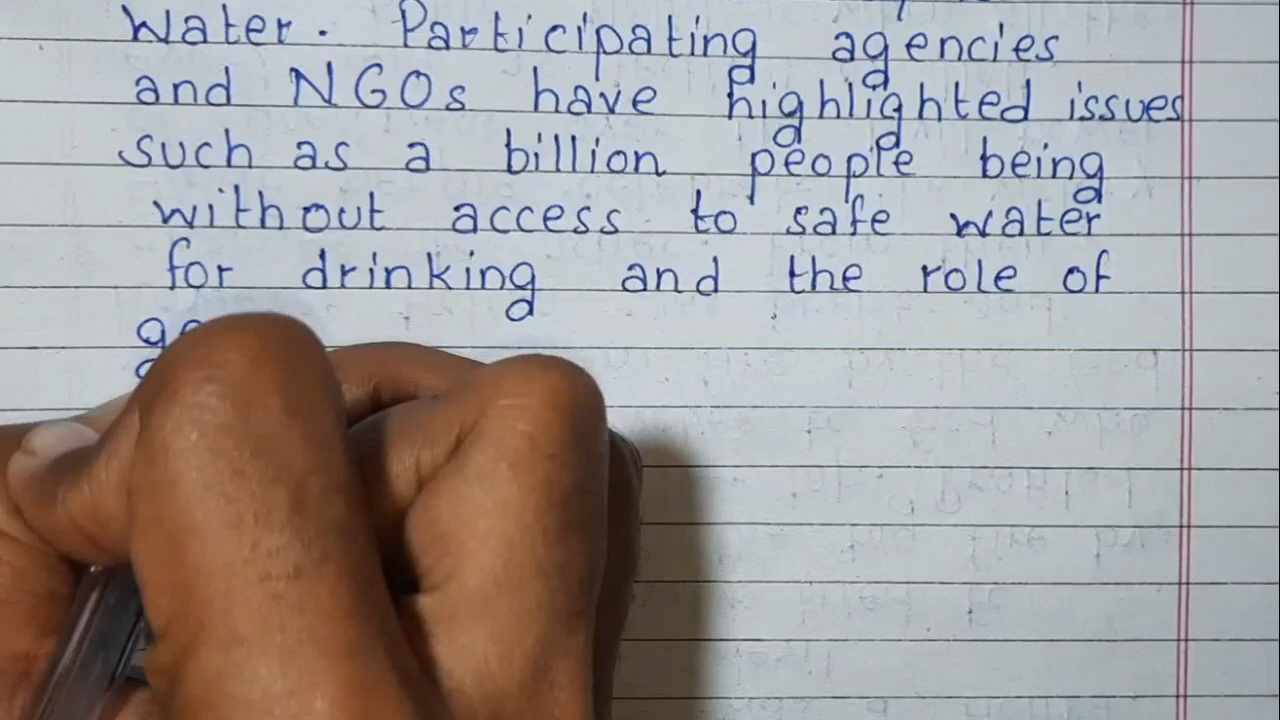 Water. Participating agencies
and NGOs have highlighted issues
such as a billion people being
without access to safe water
for drinking and the role of